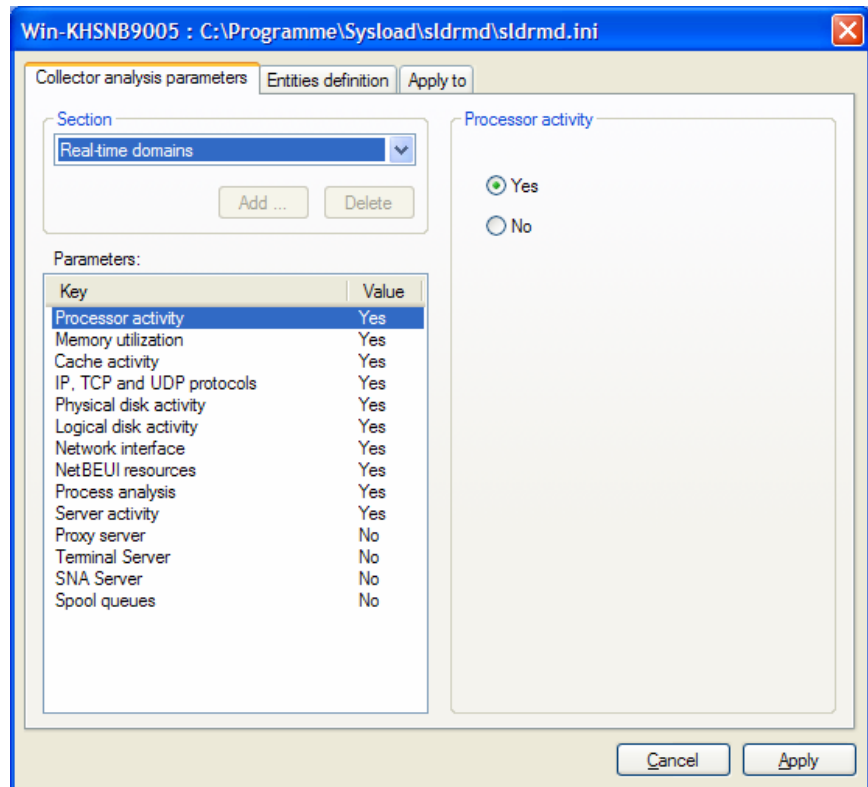 Win-KHSNB9005 : C:\Programme\Sysload\sldrmd\sldrmd.ini
Collector analysis parameters Entities definition Apply to
Section
Real-time domains
Add ... Delete
Parameters:
Key Value
Processor activity Yes
Memory utilization Yes
Cache activity Yes
IP, TCP and UDP protocols Yes
Physical disk activity Yes
Logical disk activity Yes
Network interface Yes
NetBEUI resources Yes
Process analysis Yes
Server activity Yes
Proxy server No
Terminal Server No
SNA Server No
Spool queues No
Processor activity
Yes
No
Cancel Apply